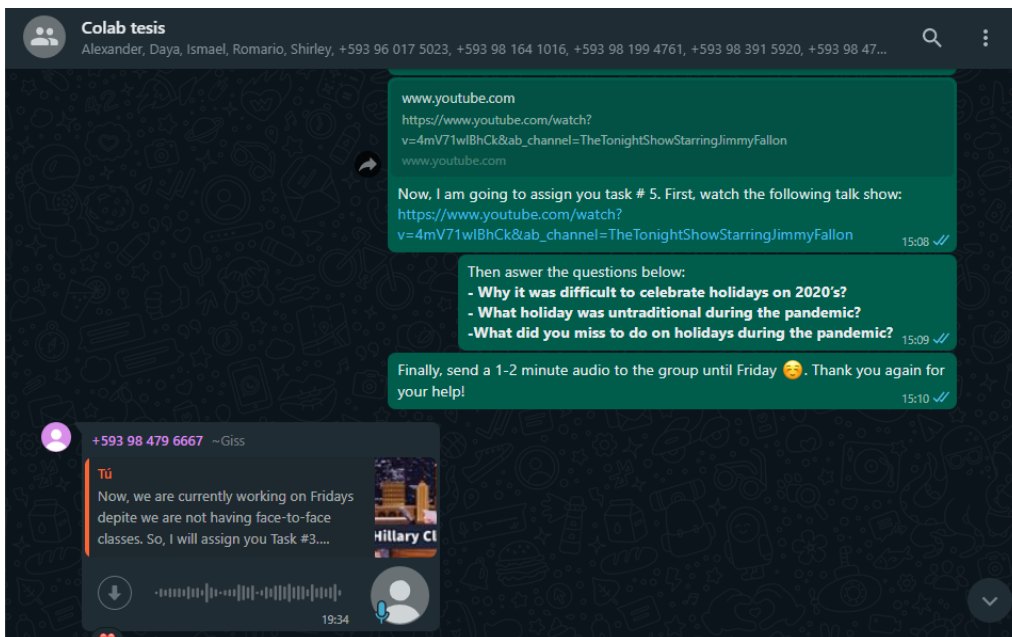 Colab tesis
Alexander, Daya, Ismael, Romario, Shirley, +593 96 017 5023, +593 98 164 1016, +593 98 199 4761, +593 98 391 5920, +593 98 47...
www.youtube.com
https://www.youtube.com/watch?
v=4mV71wlBhCk&ab_channel=TheTonightShowStarringJimmyFallon
www.youtube.com
Now, I am going to assign you task # 5. First, watch the following talk show:
https://www.youtube.com/watch?
v=4mV71wlBhCk&ab_channel=TheTonightShowStarringJimmyFallon
15:08
Then aswer the questions below:
- Why it was difficult to celebrate holidays on 2020's?
- What holiday was untraditional during the pandemic?
-What did you miss to do on holidays during the pandemic?
15:09
Finally, send a 1-2 minute audio to the group until Friday ☺️. Thank you again for
your help!
15:10
+593 98 479 6667 ~Giss
Tú
Now, we are currently working on Fridays
depite we are not having face-to-face
classes. So, I will assign you Task #3....
Hillary Cl
19:34